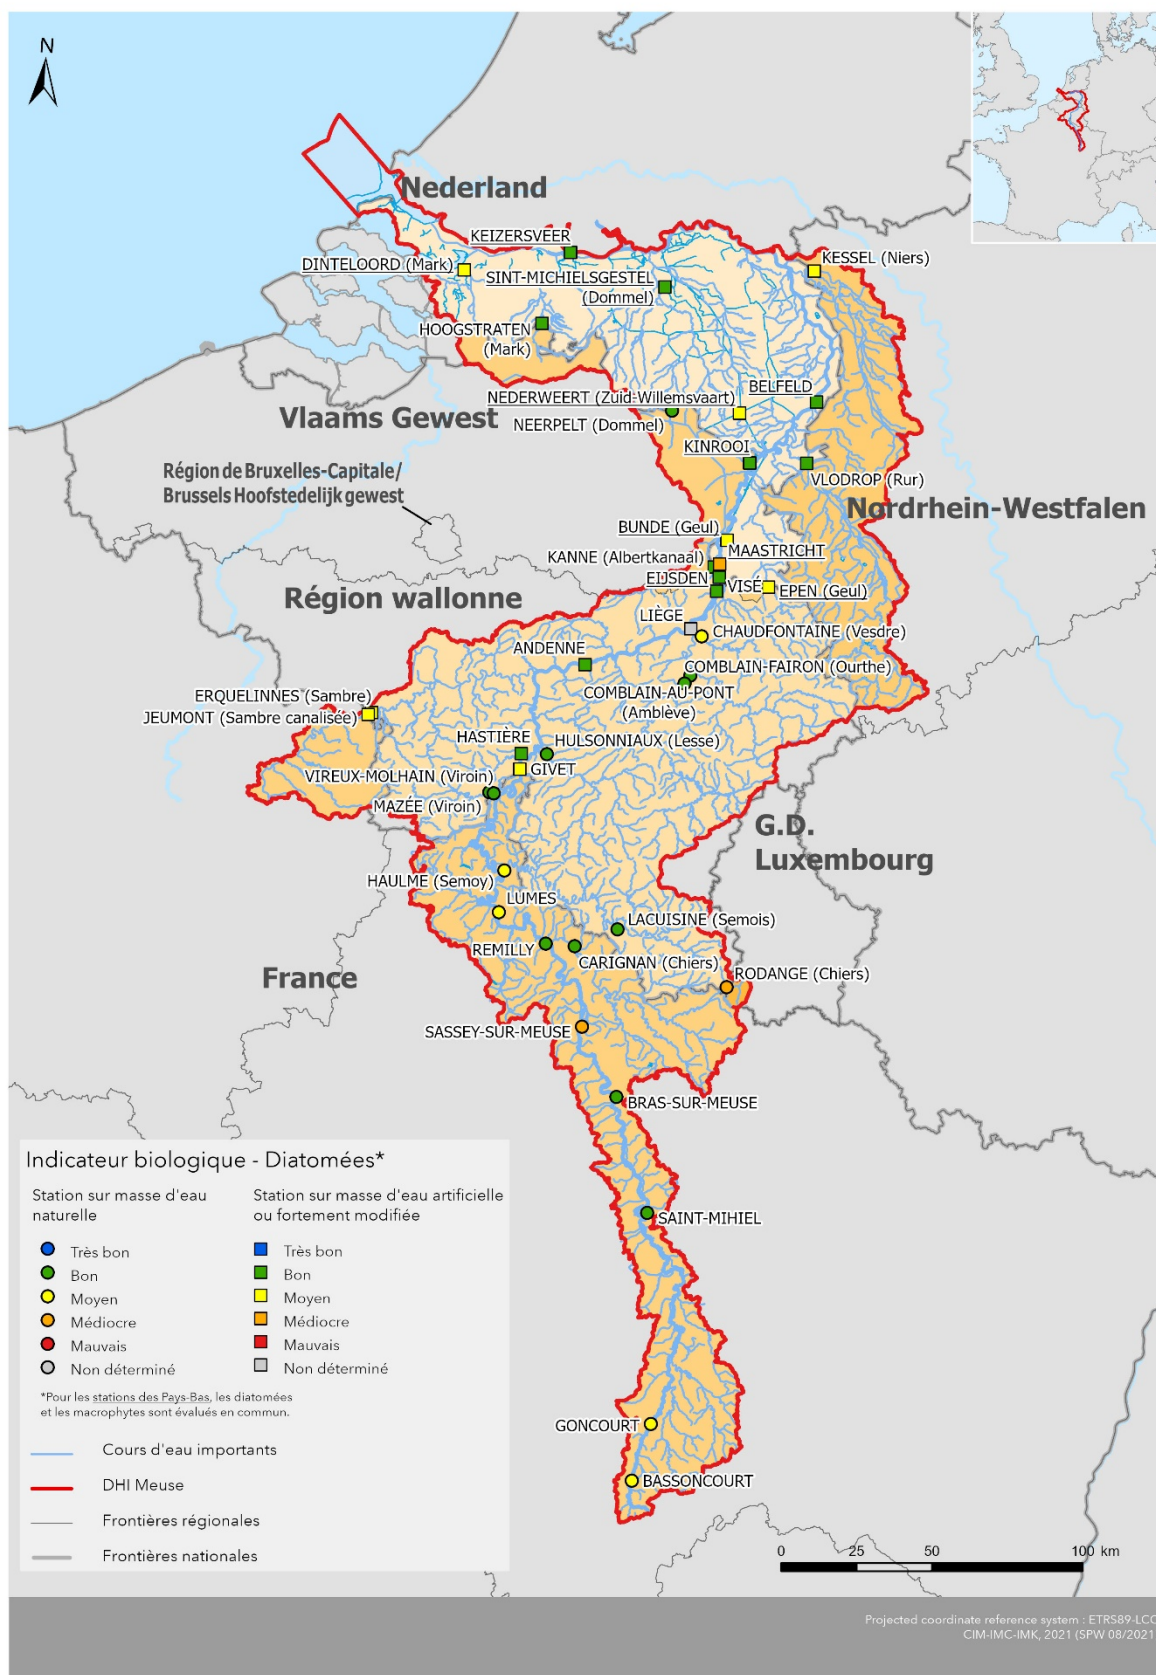 N
Nederland
KEIZERSVEER
DINTELOORD (Mark)
KESSEL (Niers)
SINT-MICHIELSGESTEL
(Dommel)
HOOGSTRATEN
(Mark)
BELFELD
NEDERWEERT (Zuid-Willemsvaart)
Vlaams Gewest
NEERPELT (Dommel)
KINROOI
Région de Bruxelles-Capitale/
Brussels Hoofstedelijk gewest
VLODROP (Rur)
Nordrhein-Westfalen
BUNDE (Geul)
MAASTRICHT
KANNE (Albertkanaal)
EIJSDEN
VISÉ
EPEN (Geul)
Région wallonne
LIÈGE
CHAUDFONTAINE (Vesdre)
ANDENNE
COMBLAIN-FAIRON (Ourthe)
COMBLAIN-AU-PONT
(Amblève)
ERQUELINNES (Sambre)
JEUMONT (Sambre canalisée)
HASTIÈRE
HULSONNIAUX (Lesse)
GIVET
VIREUX-MOLHAIN (Viroin)
MAZÉE (Viroin)
G.D.
Luxembourg
HAULME (Semoy)
LUMES
LACUISINE (Semois)
REMILLY
CARIGNAN (Chiers)
RODANGE (Chiers)
France
SASSEY-SUR-MEUSE
BRAS-SUR-MEUSE
SAINT-MIHIEL
GONCOURT
BASSONCOURT
Indicateur biologique - Diatomées*
Station sur masse d'eau
naturelle
Très bon
Bon
Moyen
Médiocre
Mauvais
Non déterminé
Station sur masse d'eau artificielle
ou fortement modifiée
Très bon
Bon
Moyen
Médiocre
Mauvais
Non déterminé
*Pour les stations des Pays-Bas, les diatomées
et les macrophytes sont évalués en commun.
Cours d'eau importants
DHI Meuse
Frontières régionales
Frontières nationales
0 25 50 100 km
Projected coordinate reference system : ETRS89-LCC
CIM-IMC-IMK, 2021 (SPW 08/2021